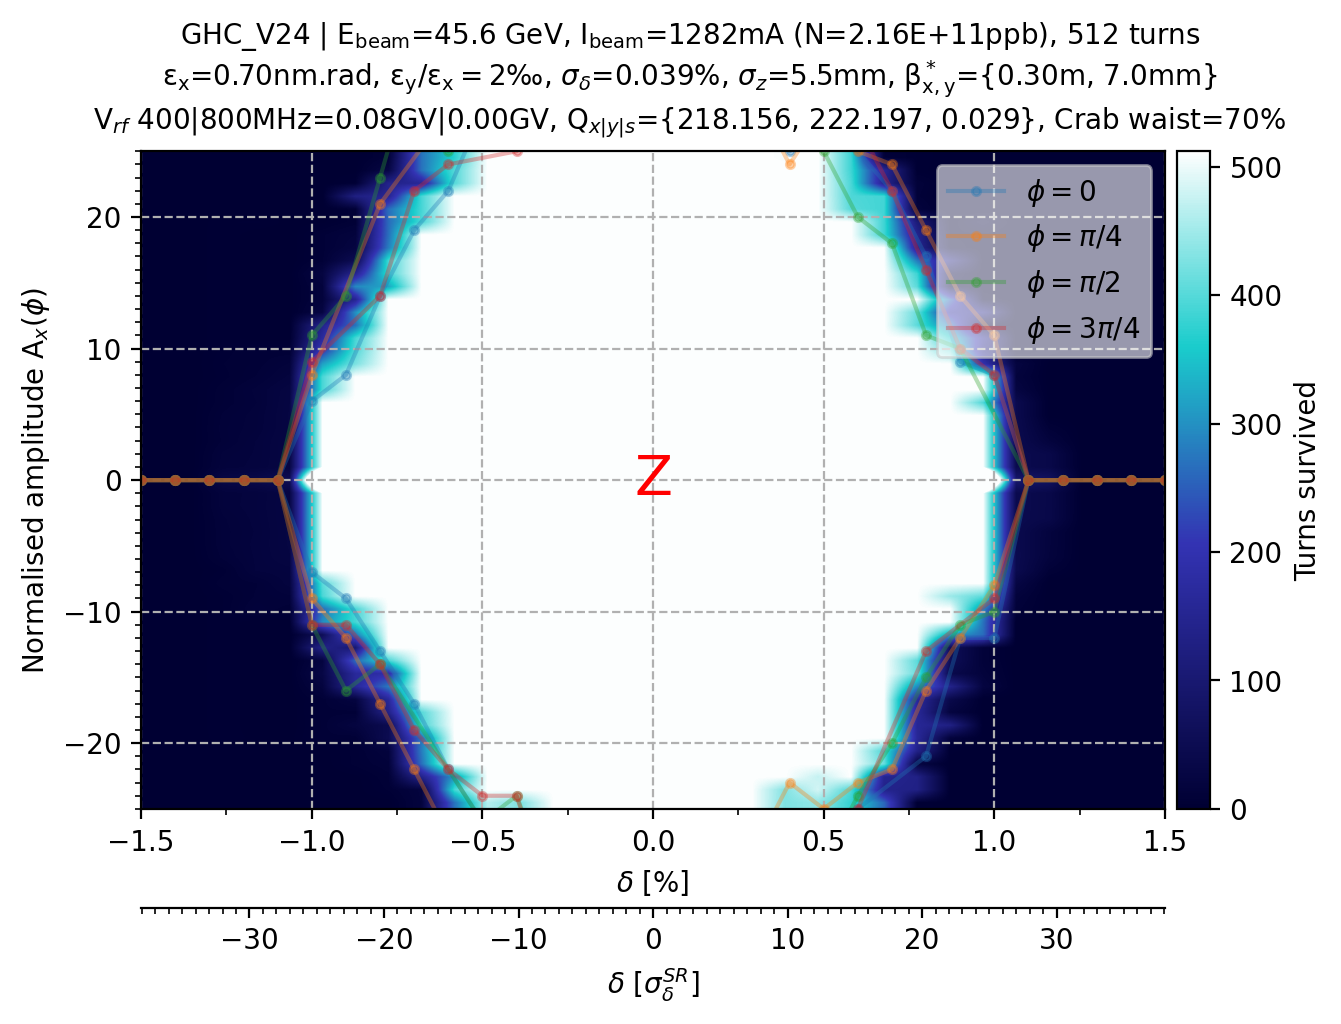 GHC_V24 | E_beam=45.6 GeV, I_beam=1282mA (N=2.16E+11ppb), 512 turns
ε_x=0.70nm.rad, ε_y/ε_x = 2‰, σ_δ=0.039%, σ_z=5.5mm, β*_x,y={0.30m, 7.0mm}
V_rf 400|800MHz=0.08GV|0.00GV, Q_x|y|s={218.156, 222.197, 0.029}, Crab waist=70%
Normalised amplitude A_x(ϕ)
20
10
0
−10
−20
Z
ϕ = 0
ϕ = π/4
ϕ = π/2
ϕ = 3π/4
500
400
300
200
100
0
Turns survived
−1.5 −1.0 −0.5 0.0 0.5 1.0 1.5
δ [%]
−30 −20 −10 0 10 20 30
δ [σ_δ^SR]